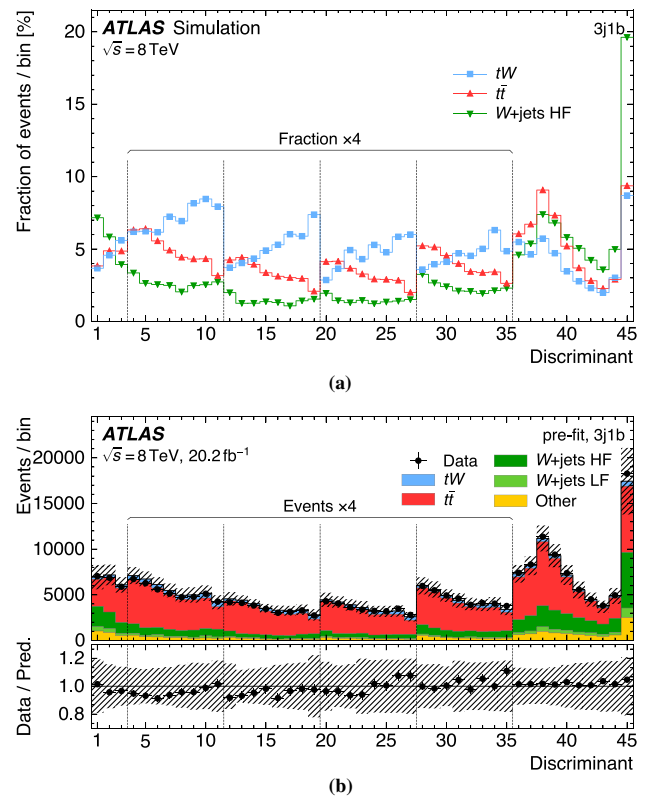 Fraction of events / bin [%]
20
15
10
5
0
ATLAS Simulation
√s = 8 TeV
3j1b
tW
tt̄
W+jets HF
Fraction ×4
1 5 10 15 20 25 30 35 40 45
Discriminant
(a)
Events / bin
20000
15000
10000
5000
0
ATLAS
√s = 8 TeV, 20.2 fb⁻¹
pre-fit, 3j1b
Data
tW
tt̄
W+jets HF
W+jets LF
Other
Events ×4
Data / Pred.
1.2
1.0
0.8
1 5 10 15 20 25 30 35 40 45
Discriminant
(b)